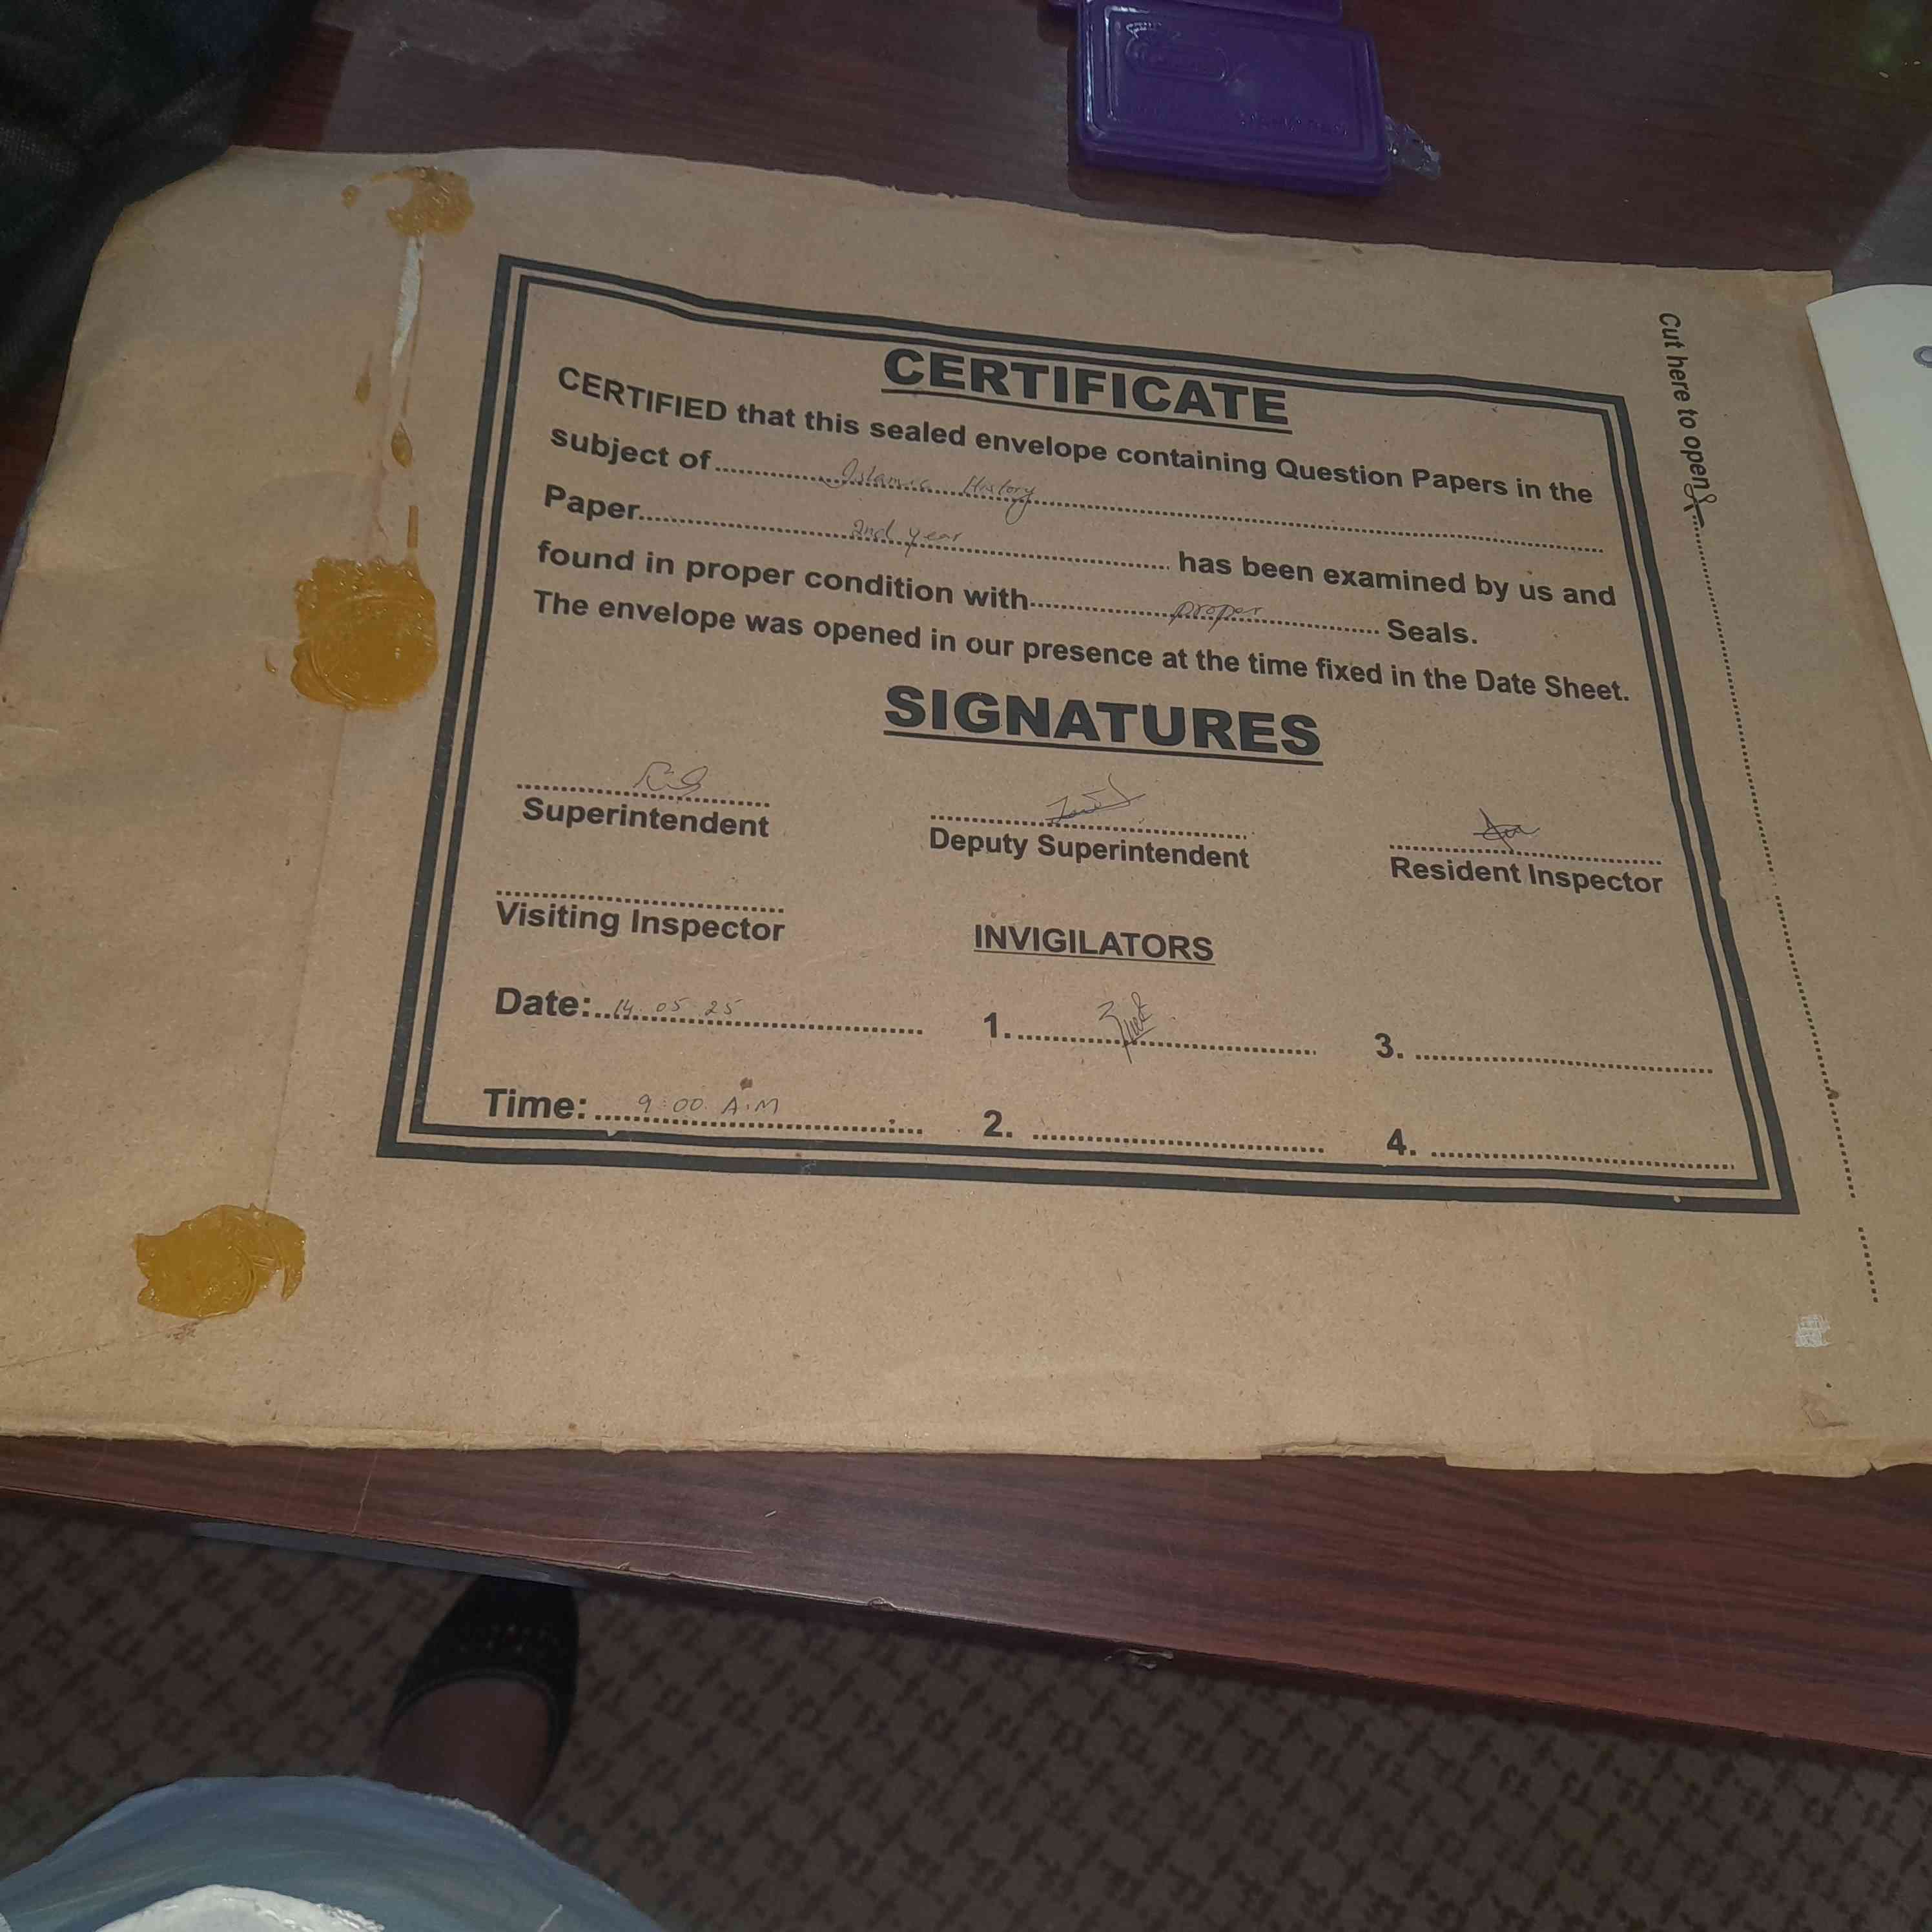 CERTIFICATE
CERTIFIED that this sealed envelope containing Question Papers in the
subject of Islamic History
Paper 2nd year has been examined by us and
found in proper condition with proper Seals.
The envelope was opened in our presence at the time fixed in the Date Sheet.
SIGNATURES
Superintendent
Deputy Superintendent
Resident Inspector
Visiting Inspector
INVIGILATORS
Date: 14.05.25
1.
3.
Time: 9:00 A.M
2.
4.
Cut here to open